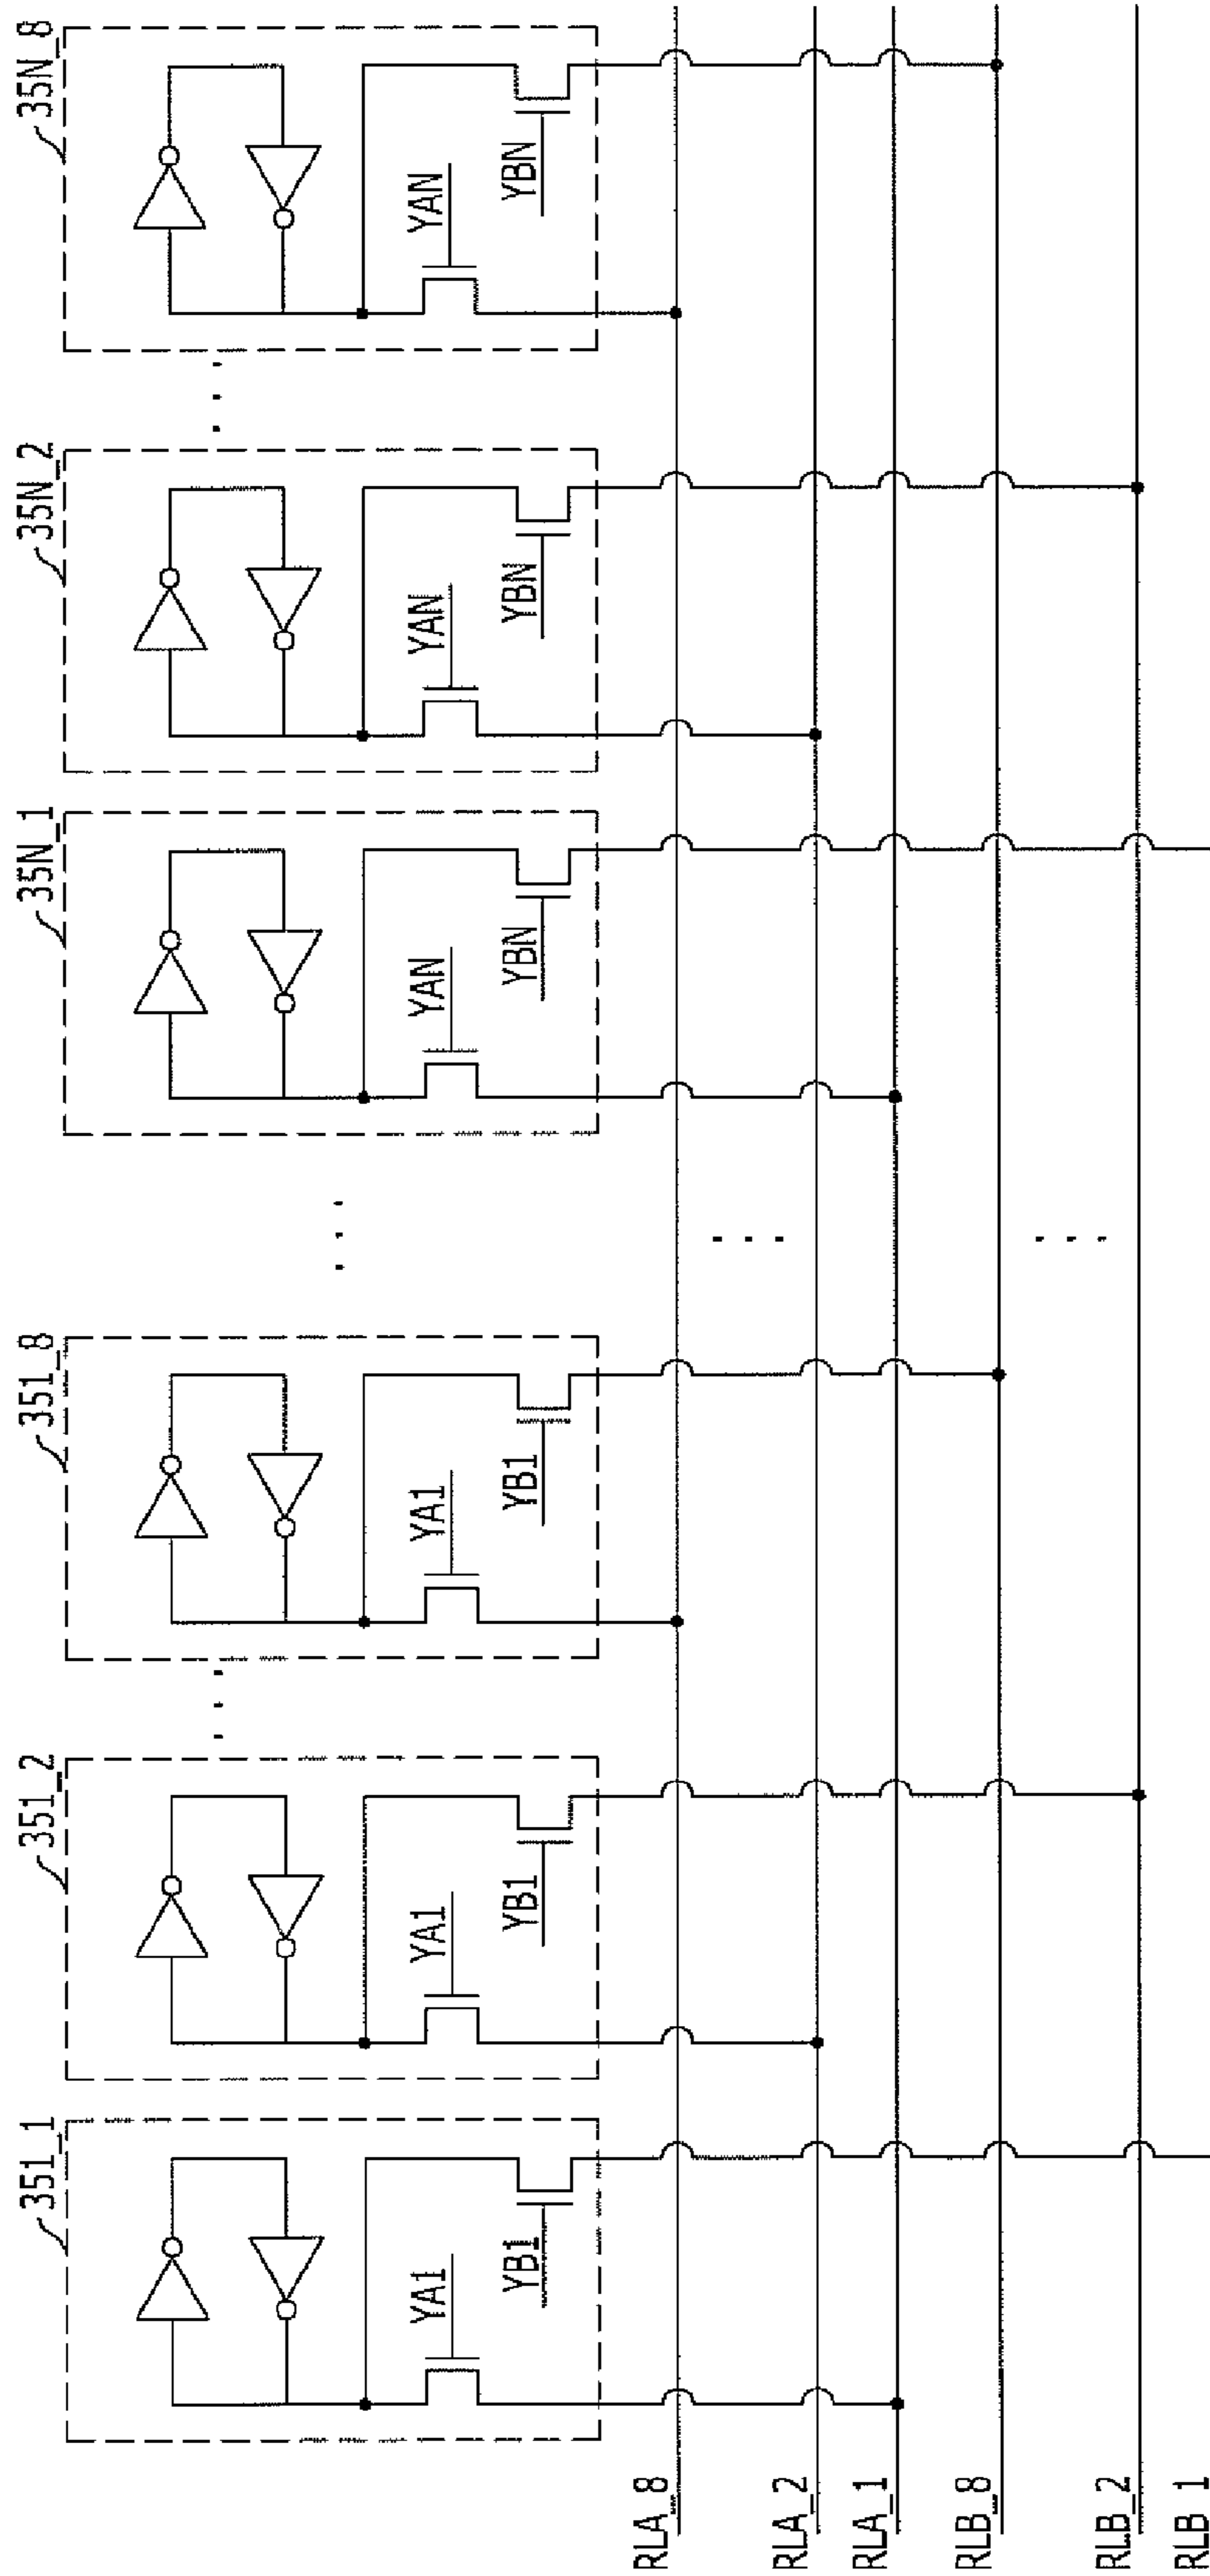 351_1
351_2
351_8
35N_1
35N_2
35N_8
YA1
YA1
YA1
YAN
YAN
YAN
YB1
YB1
YB1
YBN
YBN
YBN
RLA_8
RLA_2
RLA_1
RLB_8
RLB_2
RLB_1